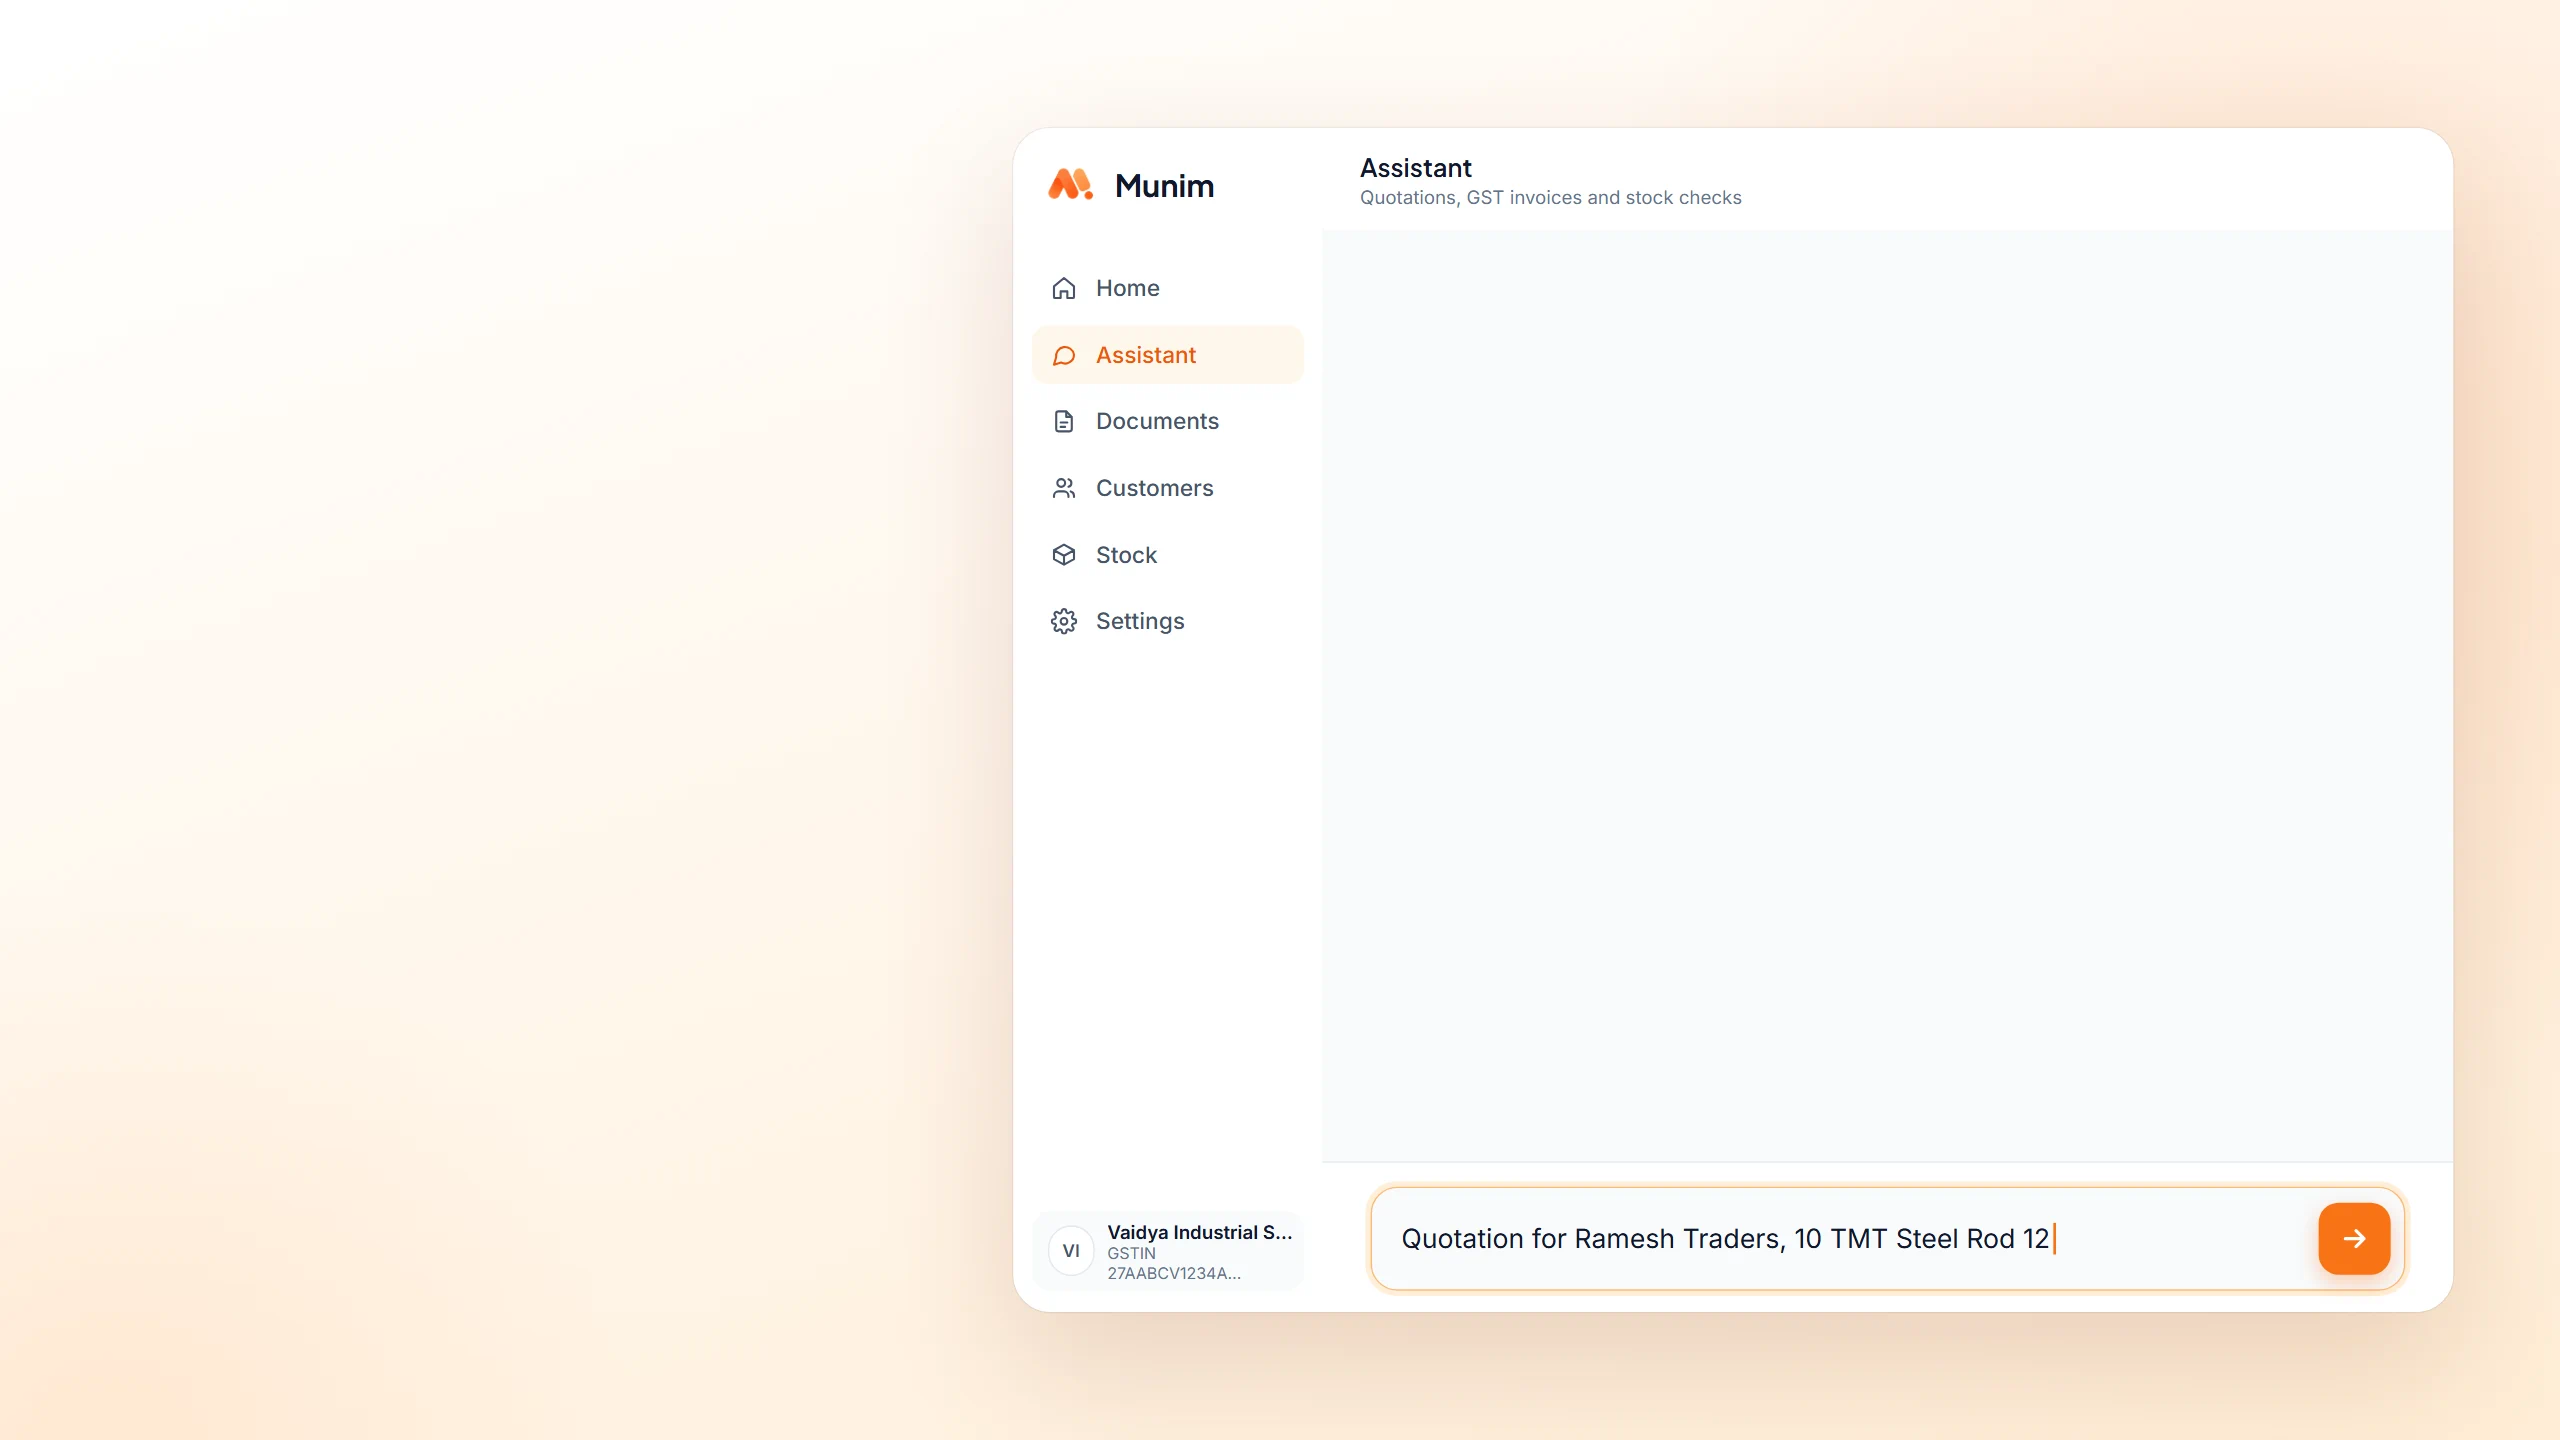 Munim
Home
Assistant
Documents
Customers
Stock
Settings
VI
Vaidya Industrial S...
GSTIN
27AABCV1234A...
Assistant
Quotations, GST invoices and stock checks
Quotation for Ramesh Traders, 10 TMT Steel Rod 12